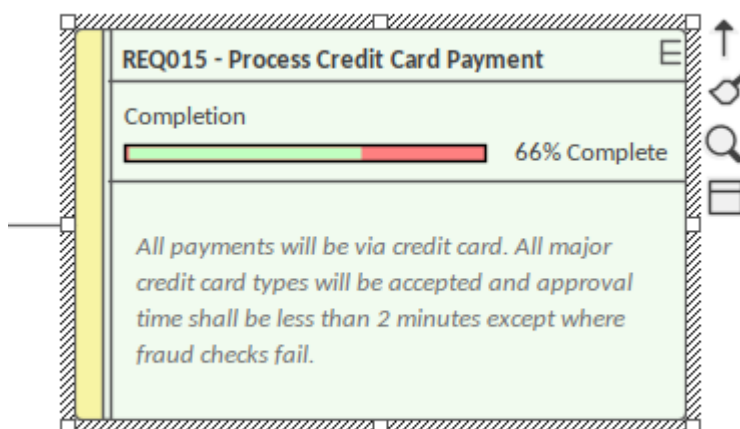 REQ015 - Process Credit Card Payment
Completion
66% Complete
All payments will be via credit card. All major
credit card types will be accepted and approval
time shall be less than 2 minutes except where
fraud checks fail.